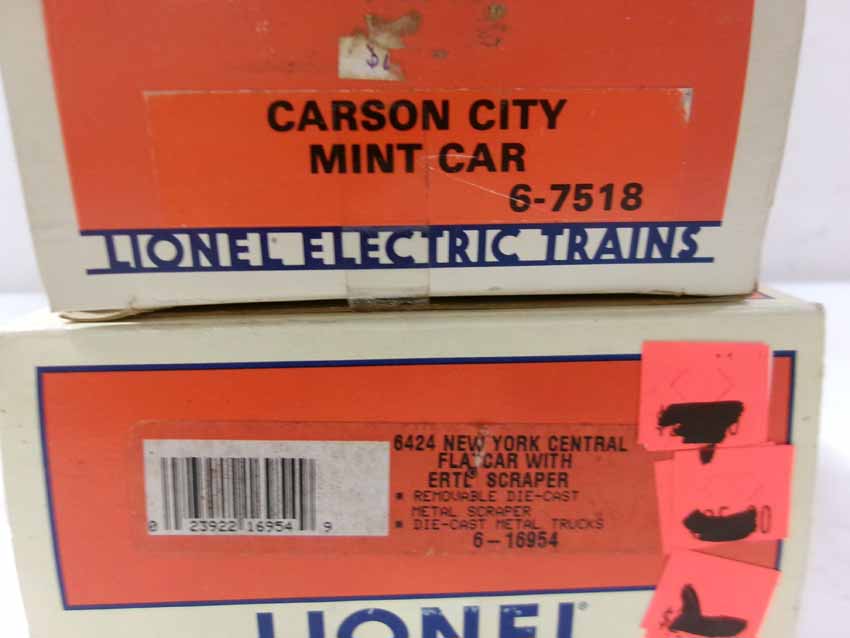 CARSON CITY
MINT CAR
6-7518
LIONEL ELECTRIC TRAINS
6424 NEW YORK CENTRAL
FLATCAR WITH
ERTL® SCRAPER
▪ REMOVABLE DIE-CAST
METAL SCRAPER
▪ DIE-CAST METAL TRUCKS
6-16954
0 23922 16954 9
LIONEL®